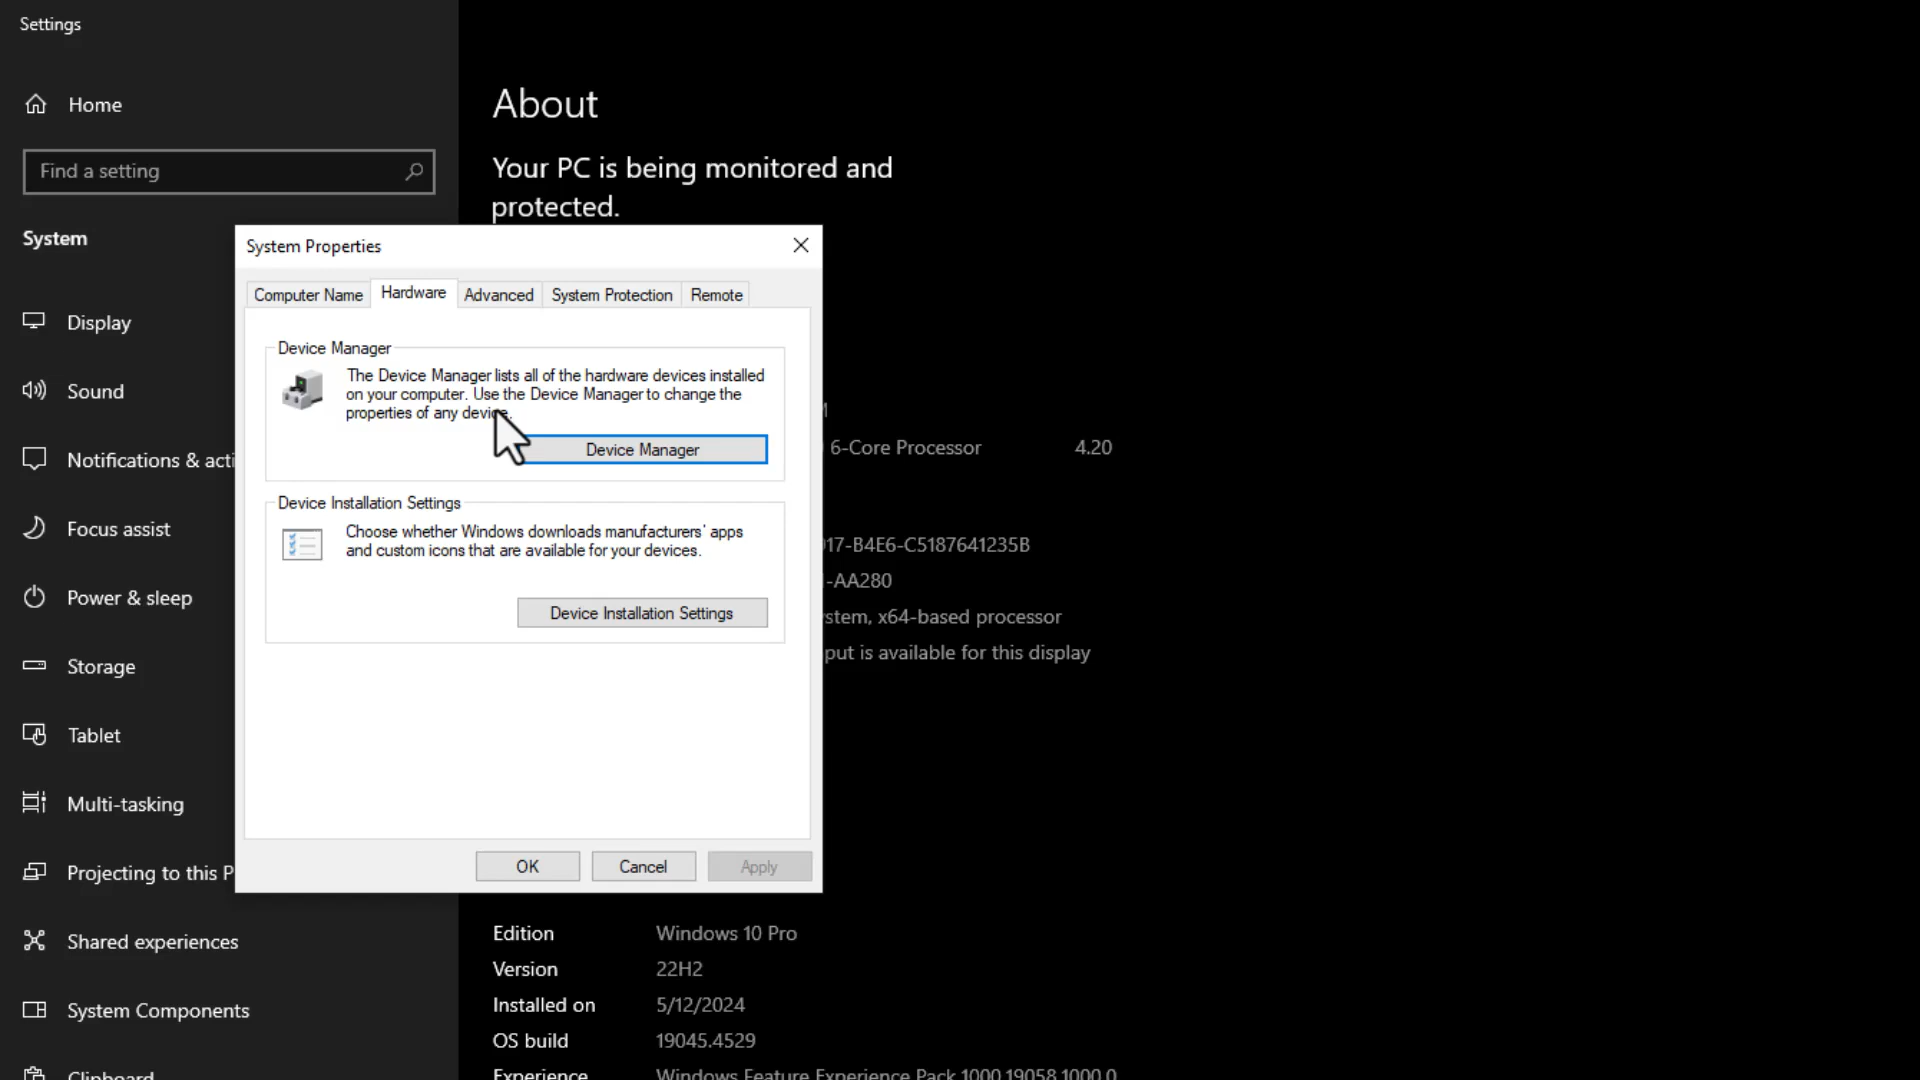 Settings
Home
Find a setting
System
Display
Sound
Notifications & acti
Focus assist
Power & sleep
Storage
Tablet
Multi-tasking
Projecting to this P
Shared experiences
System Components
Clipboard
About
Your PC is being monitored and
protected.
System Properties
Computer Name Hardware Advanced System Protection Remote
Device Manager
The Device Manager lists all of the hardware devices installed
on your computer. Use the Device Manager to change the
properties of any device.
Device Manager
Device Installation Settings
Choose whether Windows downloads manufacturers' apps
and custom icons that are available for your devices.
Device Installation Settings
OK Cancel Apply
6-Core Processor 4.20
17-B4E6-C5187641235B
-AA280
stem, x64-based processor
put is available for this display
Edition Windows 10 Pro
Version 22H2
Installed on 5/12/2024
OS build 19045.4529
Experience Windows Feature Experience Pack 1000.19058.1000.0